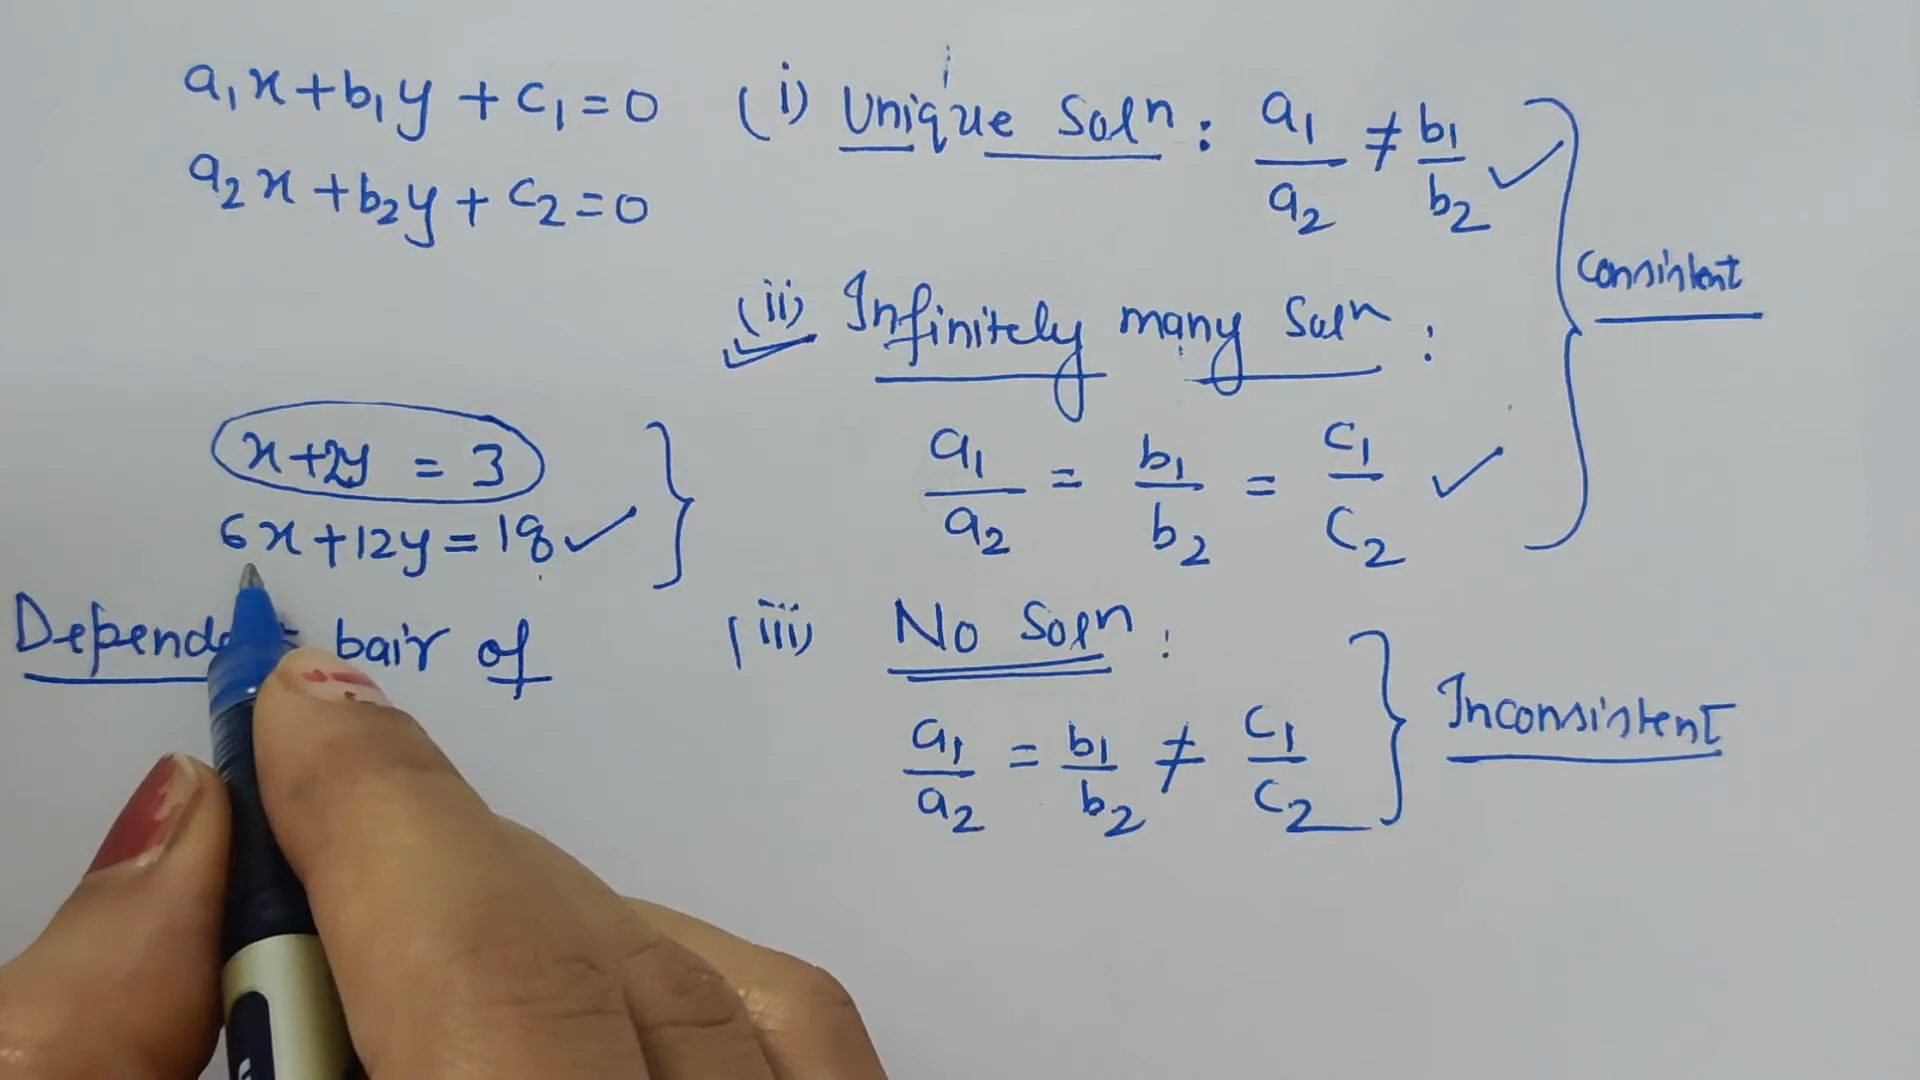 a₁x+b₁y+c₁=0
a₂x+b₂y+c₂=0
(i) Unique Soln : a₁/a₂ ≠ b₁/b₂ ✓
(ii) Infinitely many Soln :
a₁/a₂ = b₁/b₂ = c₁/c₂ ✓
Consistent
x+2y = 3
6x+12y=18 ✓
pair of
(iii) No Soln :
a₁/a₂ = b₁/b₂ ≠ c₁/c₂
Inconsistent